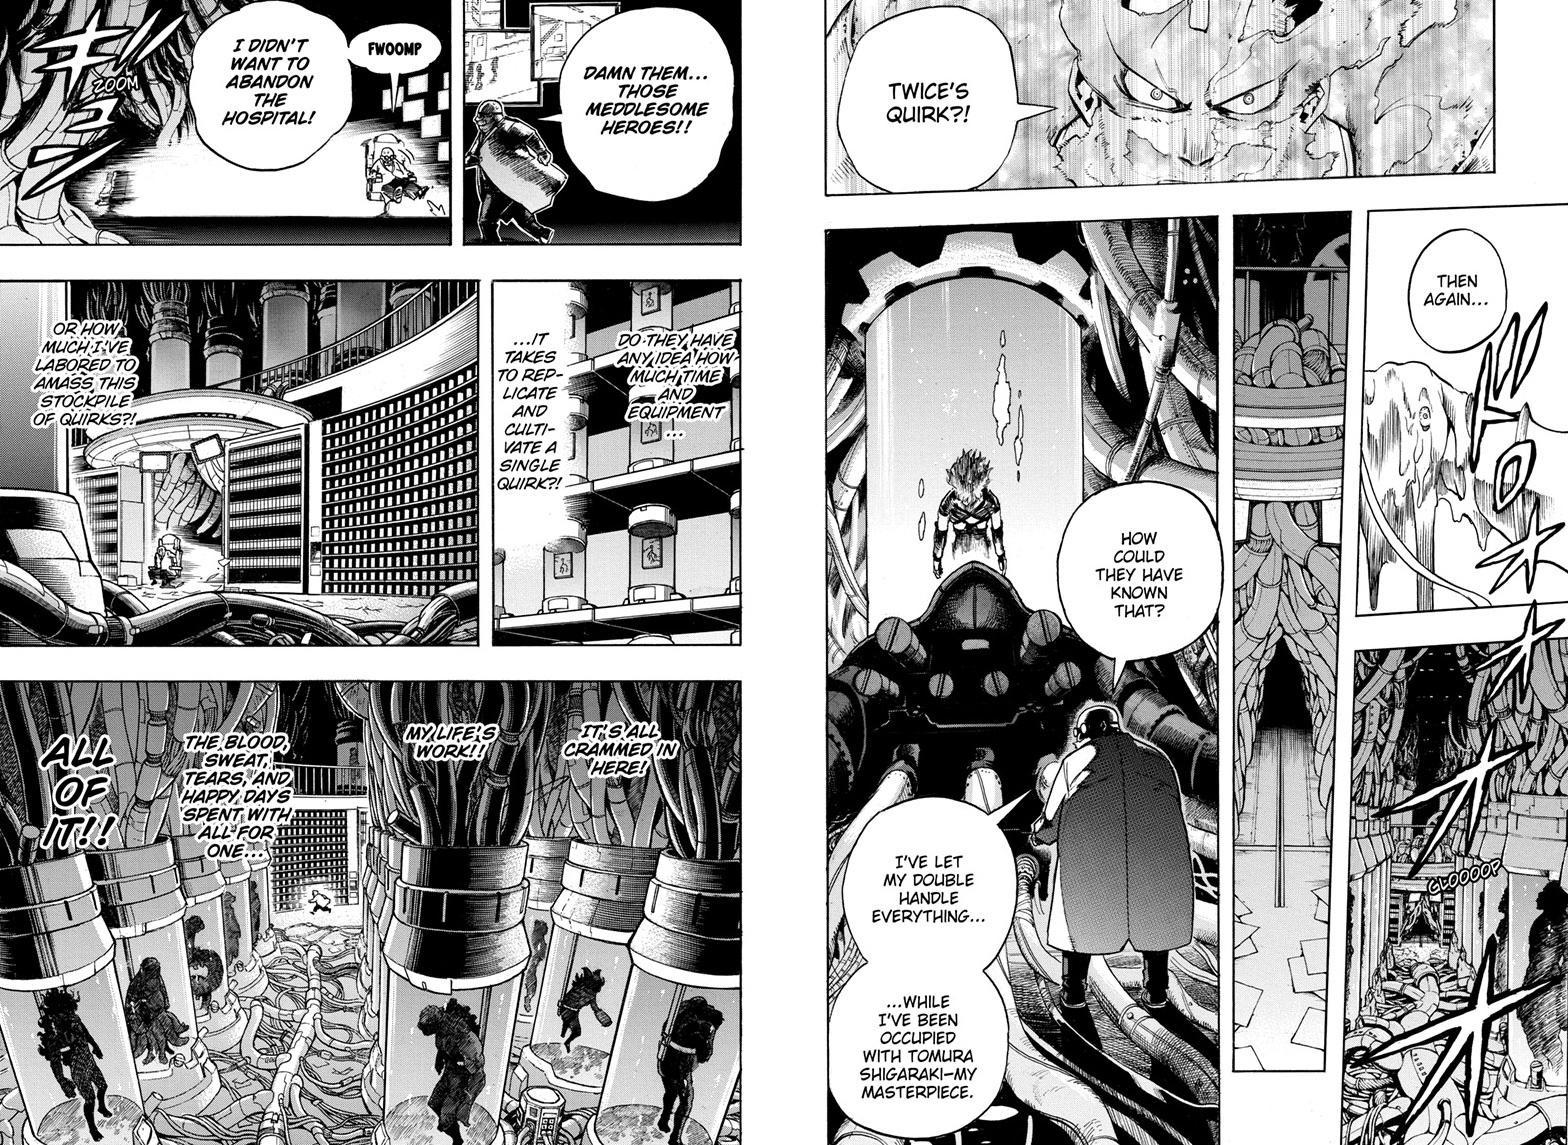 TWICE'S
QUIRK?!
THEN
AGAIN...
CLOOOOP
HOW
COULD
THEY HAVE
KNOWN
THAT?
I'VE LET
MY DOUBLE
HANDLE
EVERYTHING...
...WHILE
I'VE BEEN
OCCUPIED
WITH TOMURA
SHIGARAKI–MY
MASTERPIECE.
DAMN THEM...
THOSE
MEDDLESOME
HEROES!!
FWOOMP
I DIDN'T
WANT TO
ABANDON
THE
HOSPITAL!
ZOOM
DO THEY HAVE
ANY IDEA HOW
MUCH TIME
AND
EQUIPMENT
...
...IT
TAKES
TO REP-
LICATE
AND
CULTI-
VATE A
SINGLE
QUIRK?!
OR HOW
MUCH I'VE
LABORED TO
AMASS THIS
STOCKPILE
OF QUIRKS?!
IT'S ALL
CRAMMED IN
HERE!
MY LIFE'S
WORK!!
THE BLOOD,
SWEAT,
TEARS, AND
HAPPY DAYS
SPENT WITH
ALL FOR
ONE...
ALL
OF
IT!!